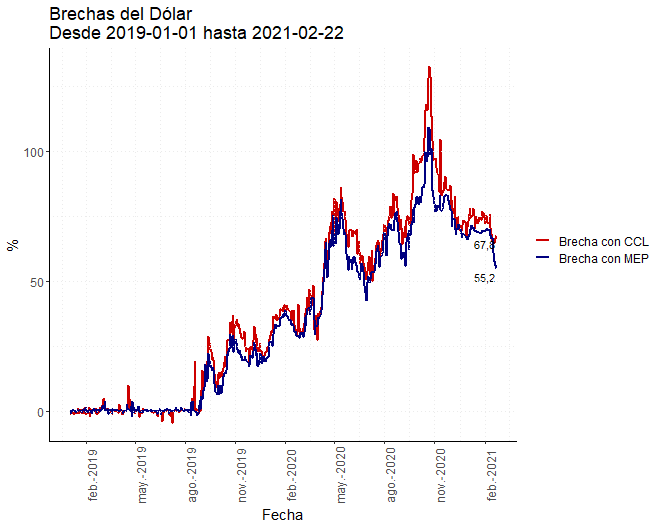 Brechas del Dólar
Desde 2019-01-01 hasta 2021-02-22
%
100
50
0
67,8
55,2
Brecha con CCL
Brecha con MEP
feb.-2019
may.-2019
ago.-2019
nov.-2019
feb.-2020
may.-2020
ago.-2020
nov.-2020
feb.-2021
Fecha